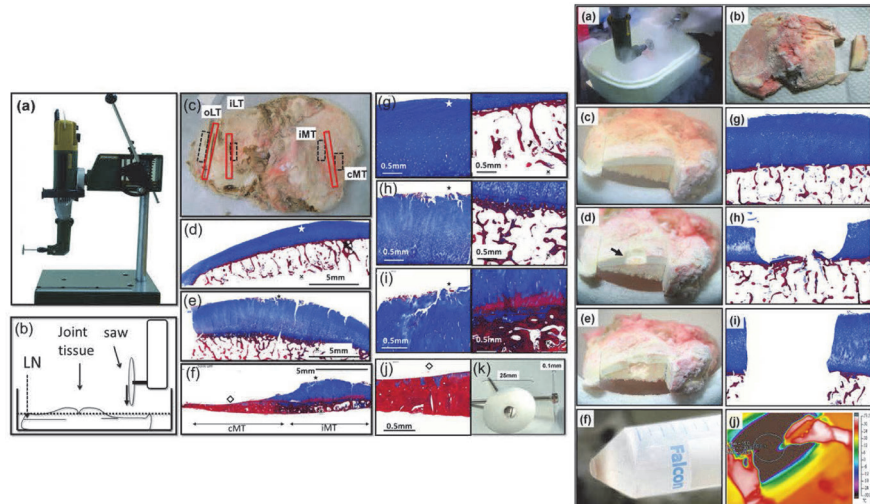 (a)
(b)
LN
Joint
tissue
saw
(c)
oLT
iLT
iMT
cMT
(d)
5mm
(e)
5mm
(f)
5mm
cMT
iMT
(g)
0.5mm
0.5mm
(h)
0.5mm
0.5mm
(i)
0.5mm
0.5mm
(j)
0.5mm
(k)
25mm
0.1mm
(a)
(b)
(c)
(d)
(e)
(f)
Falcon
(g)
(h)
(i)
(j)